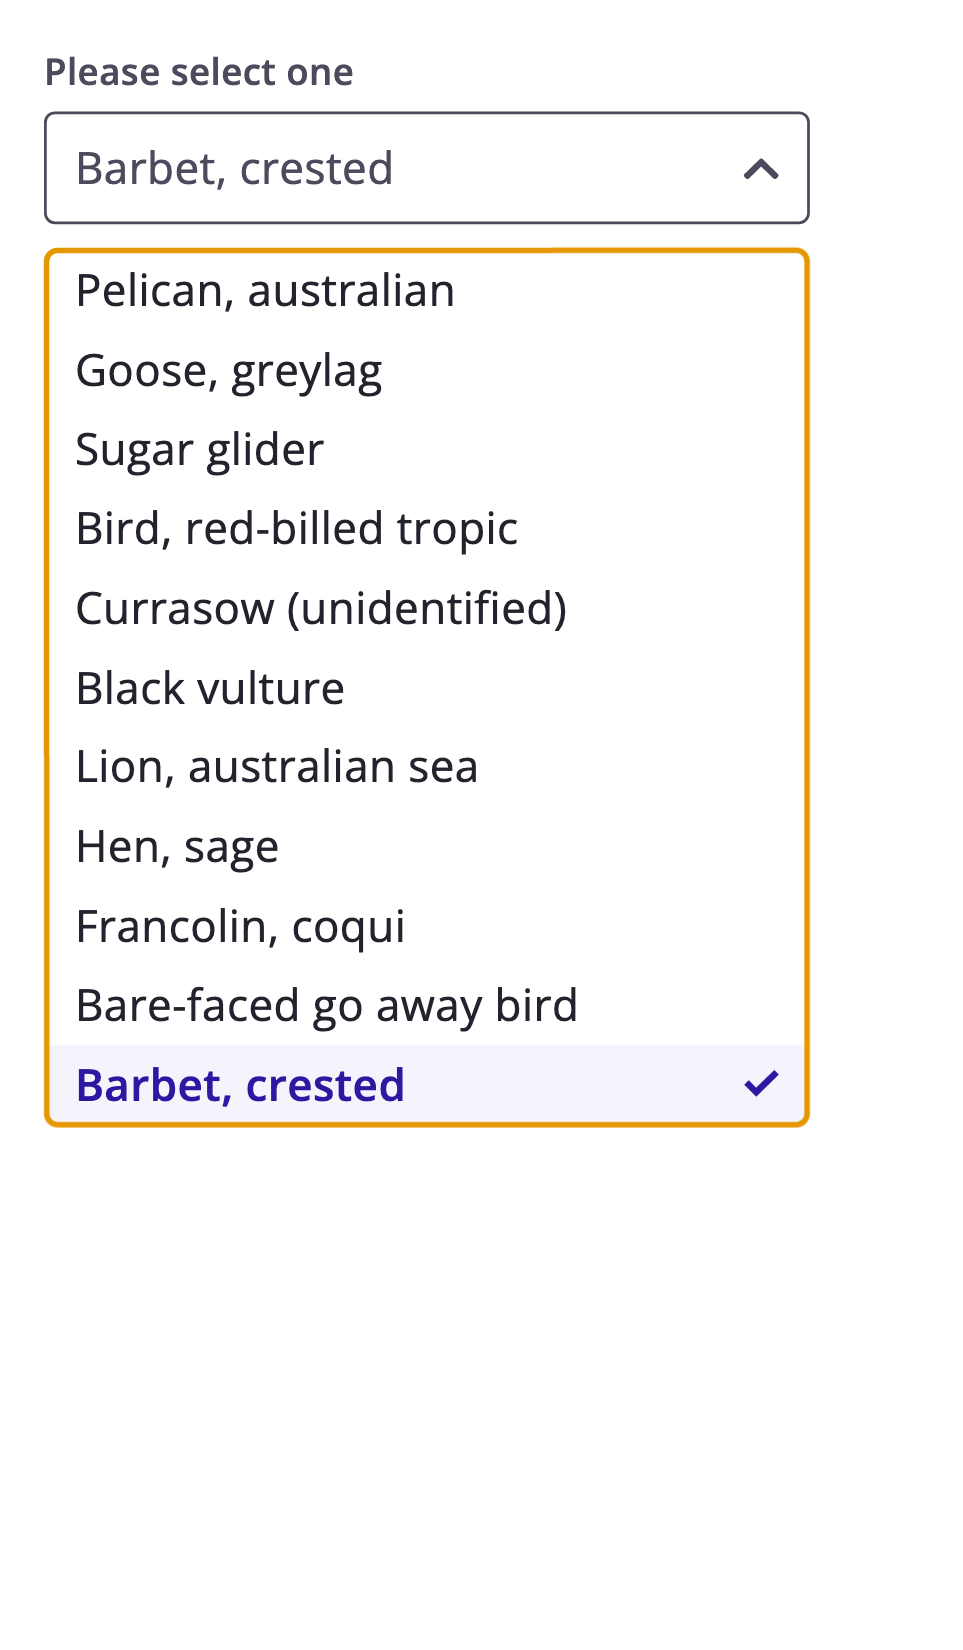 Please select one
Barbet, crested
Pelican, australian
Goose, greylag
Sugar glider
Bird, red-billed tropic
Currasow (unidentified)
Black vulture
Lion, australian sea
Hen, sage
Francolin, coqui
Bare-faced go away bird
Barbet, crested